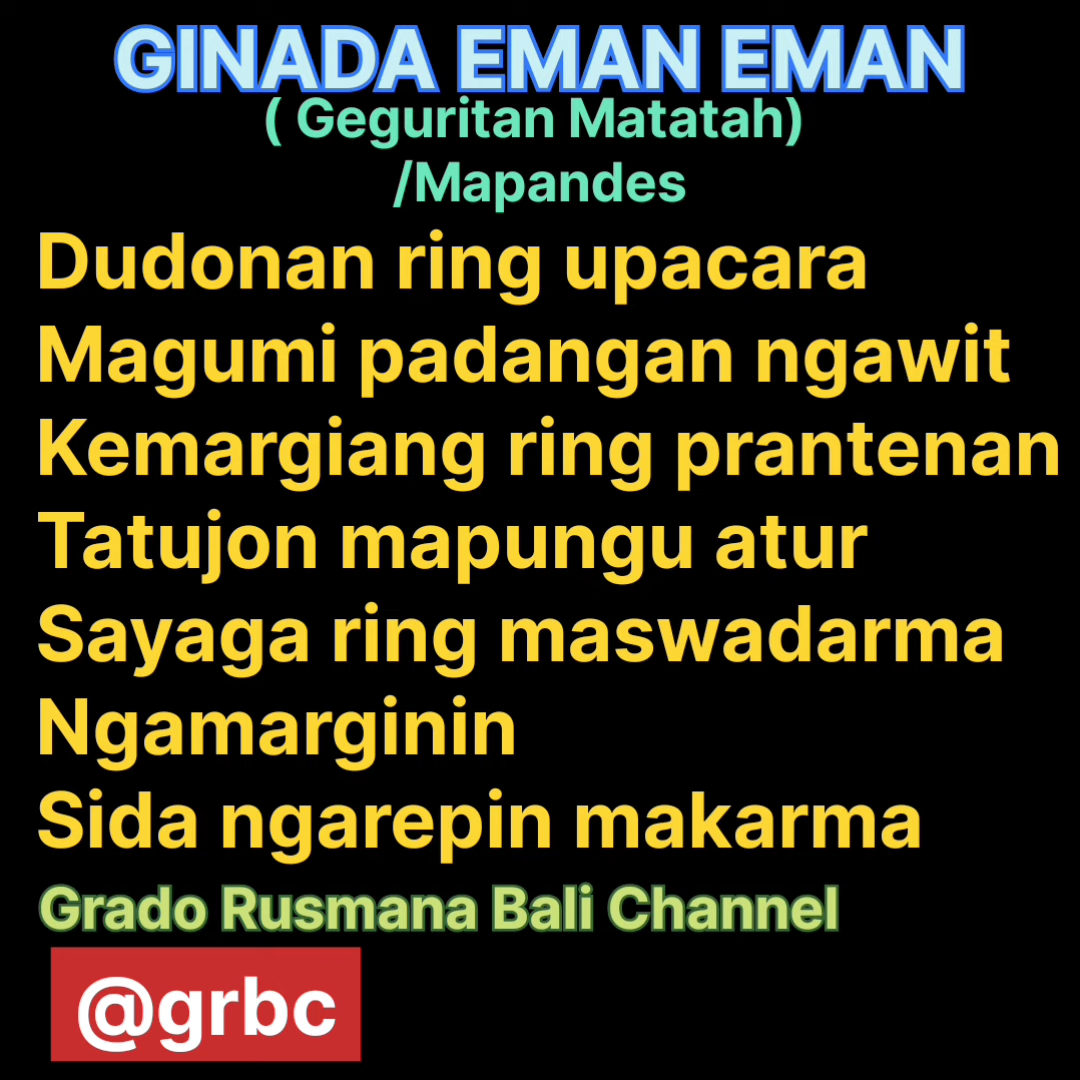 GINADA EMAN EMAN
( Geguritan Matatah)
/Mapandes
Dudonan ring upacara
Magumi padangan ngawit
Kemargiang ring prantenan
Tatujon mapungu atur
Sayaga ring maswadarma
Ngamarginin
Sida ngarepin makarma
Grado Rusmana Bali Channel
@grbc